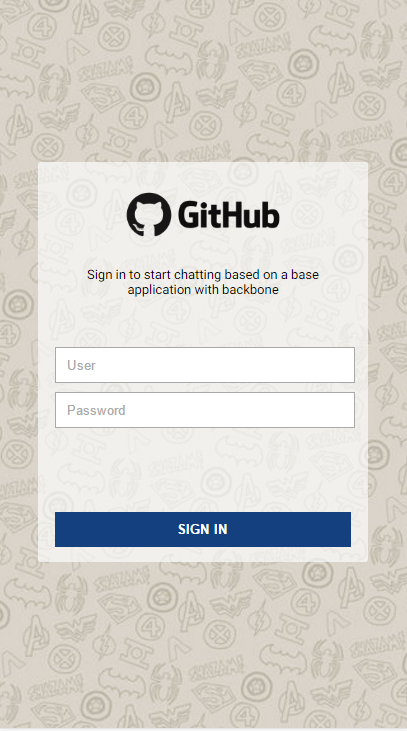 GitHub
Sign in to start chatting based on a base
application with backbone
User
Password
SIGN IN